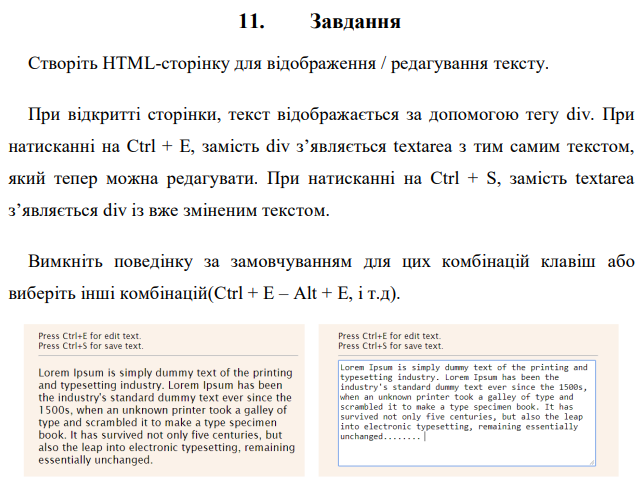 11. Завдання
Створіть HTML-сторінку для відображення / редагування тексту.
При відкритті сторінки, текст відображається за допомогою тегу div. При
натисканні на Ctrl + E, замість div з’являється textarea з тим самим текстом,
який тепер можна редагувати. При натисканні на Ctrl + S, замість textarea
з’являється div із вже зміненим текстом.
Вимкніть поведінку за замовчуванням для цих комбінацій клавіш або
виберіть інші комбінацій(Ctrl + E – Alt + E, і т.д).
Press Ctrl+E for edit text.
Press Ctrl+S for save text.
Lorem Ipsum is simply dummy text of the printing
and typesetting industry. Lorem Ipsum has been
the industry's standard dummy text ever since the
1500s, when an unknown printer took a galley of
type and scrambled it to make a type specimen
book. It has survived not only five centuries, but
also the leap into electronic typesetting, remaining
essentially unchanged.
Press Ctrl+E for edit text.
Press Ctrl+S for save text.
Lorem Ipsum is simply dummy text of the printing and
typesetting industry. Lorem Ipsum has been the
industry's standard dummy text ever since the 1500s,
when an unknown printer took a galley of type and
scrambled it to make a type specimen book. It has
survived not only five centuries, but also the leap
into electronic typesetting, remaining essentially
unchanged........